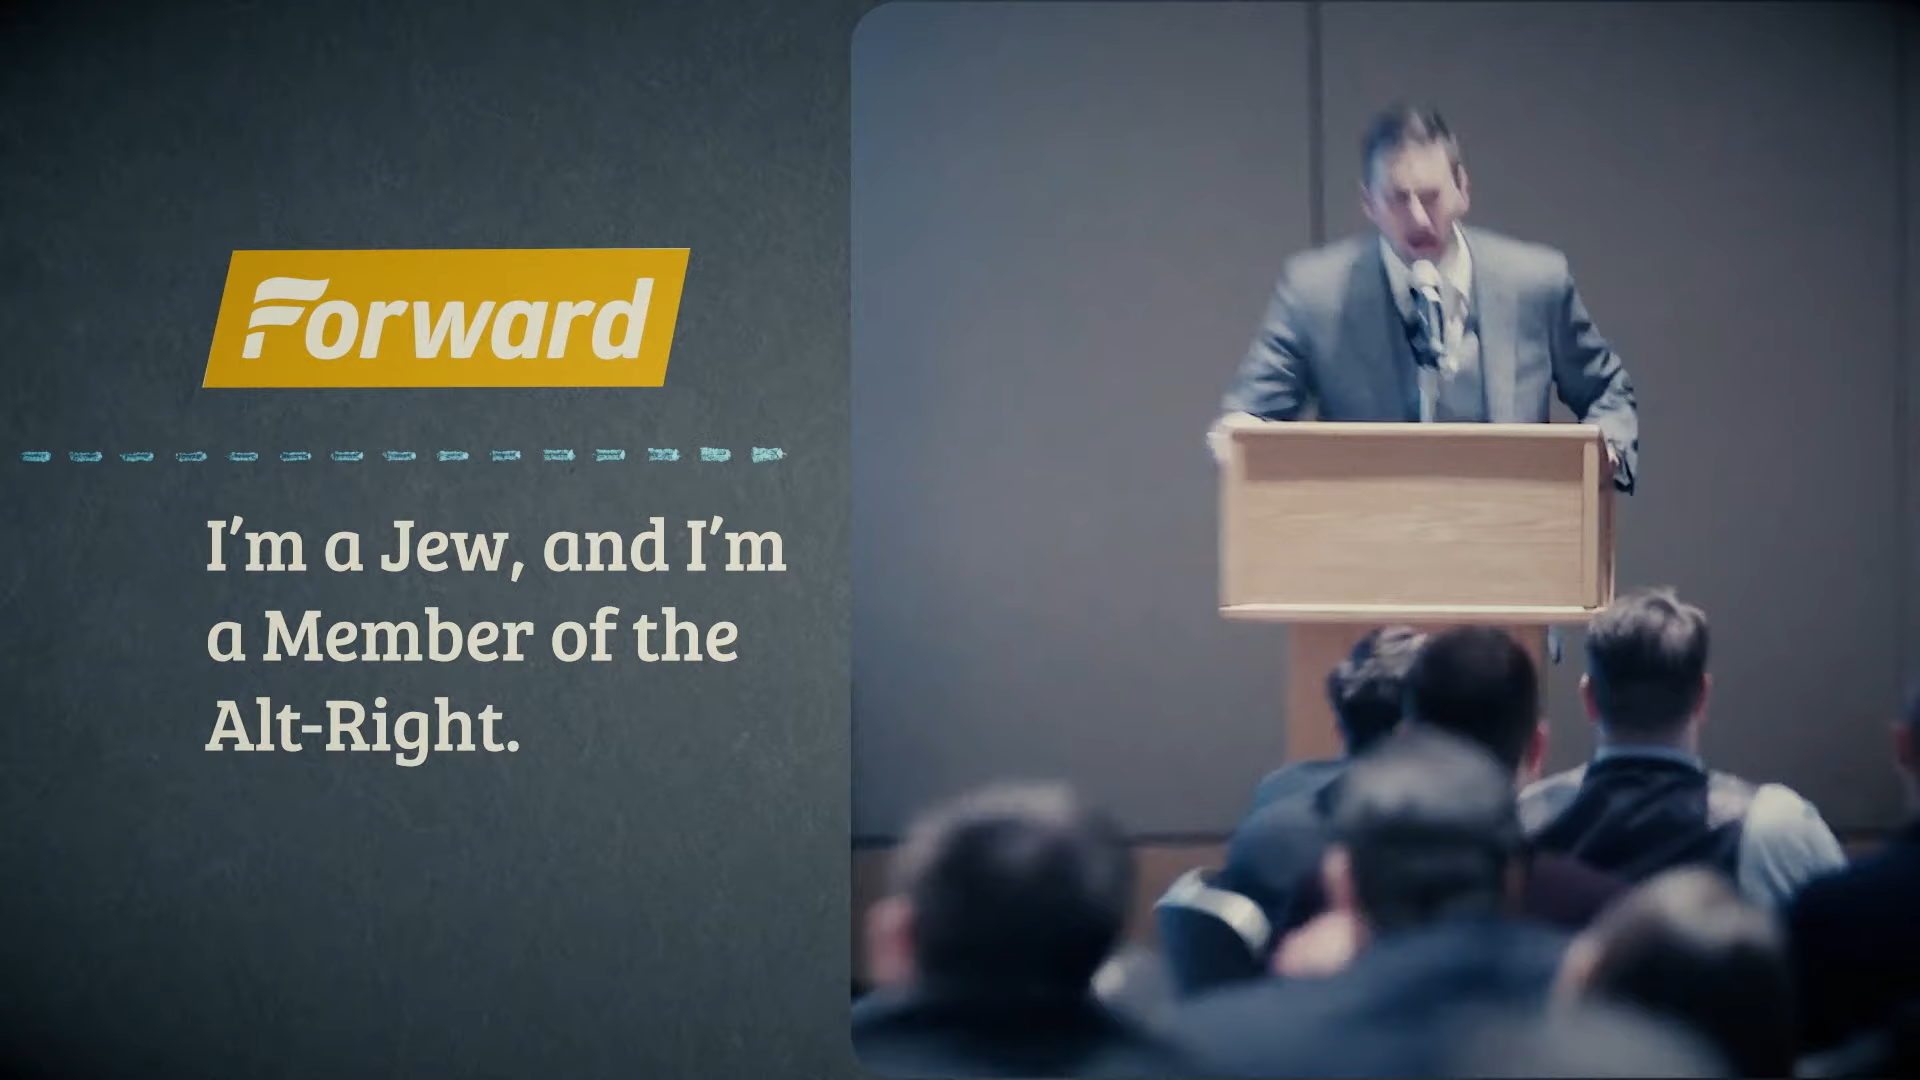 Forward
I’m a Jew, and I’m
a Member of the
Alt-Right.